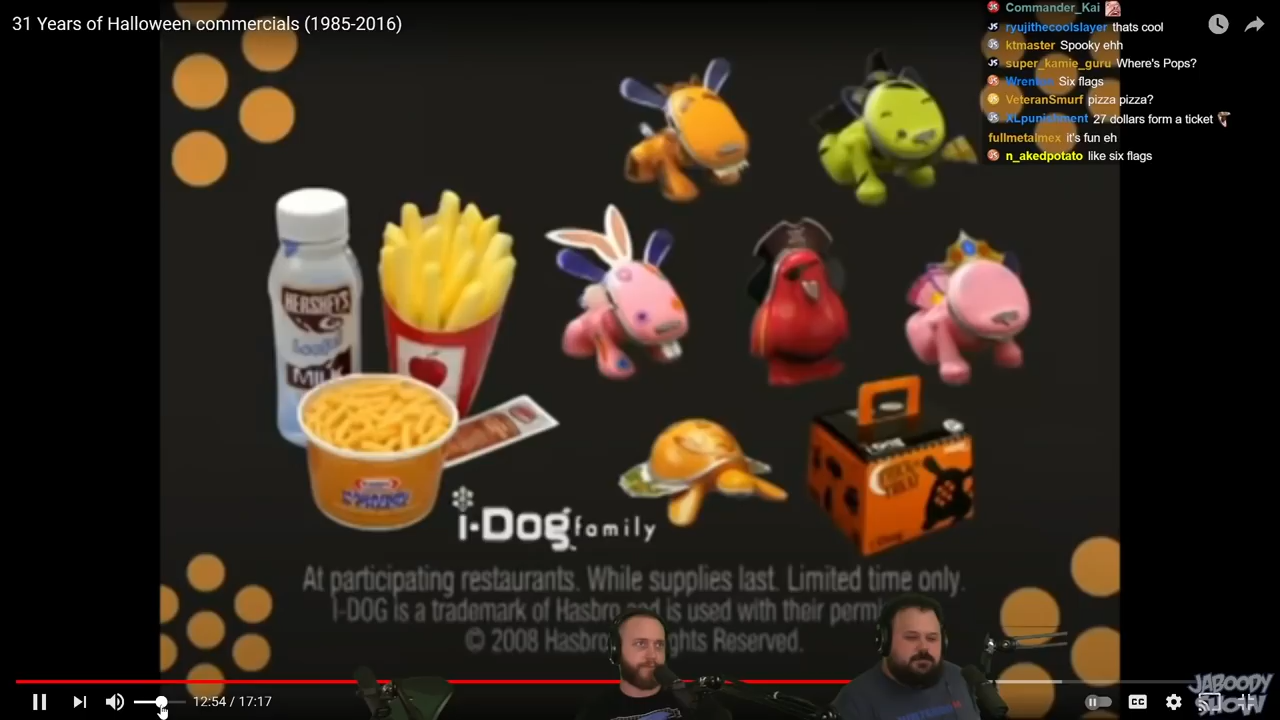 31 Years of Halloween commercials (1985-2016)
Commander_Kai
ryujithecoolslayer thats cool
ktmaster Spooky ehh
super_kamie_guru Where's Pops?
Six flags
VeteranSmurf pizza pizza?
XLpunishment 27 dollars form a ticket
fullmetalmex it's fun eh
n_akedpotato like six flags
HERSHEY'S
MILK
i-Dog family
At participating restaurants. While supplies last. Limited time only.
I-DOG is a trademark of Hasbro and is used with their
© 2008 Hasbro Rights Reserved.
12:54 / 17:17
CC
JABOODY
SHOW